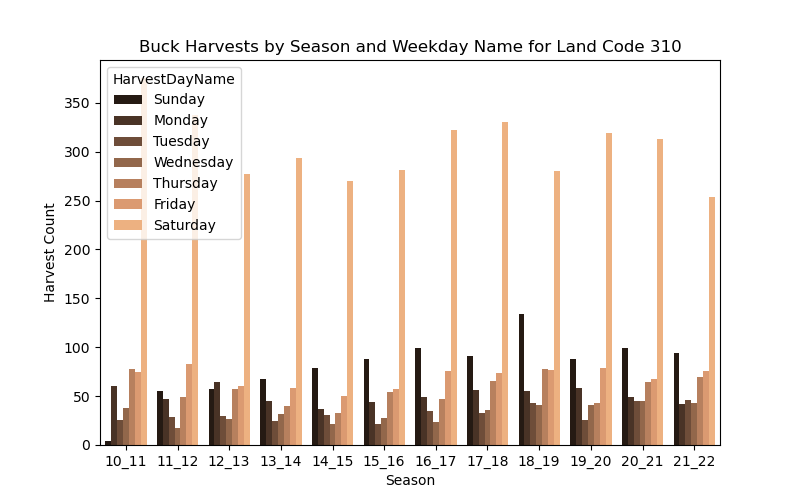 Buck Harvests by Season and Weekday Name for Land Code 310
HarvestDayName
Sunday
Monday
Tuesday
Wednesday
Thursday
Friday
Saturday
Harvest Count
350
300
250
200
150
100
50
0
10_11 11_12 12_13 13_14 14_15 15_16 16_17 17_18 18_19 19_20 20_21 21_22
Season